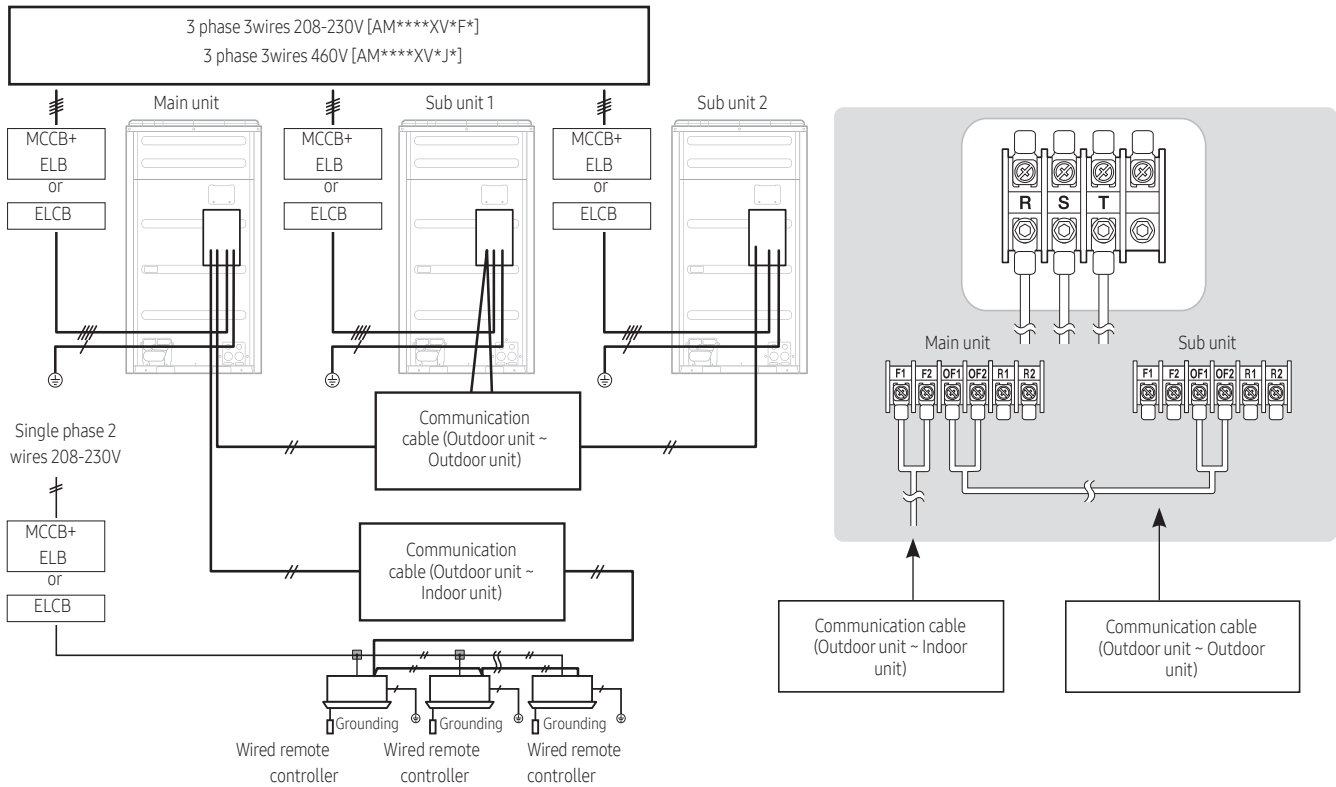 3 phase 3wires 208-230V [AM****XV*F*]
3 phase 3wires 460V [AM****XV*J*]
Main unit
Sub unit 1
Sub unit 2
MCCB+
ELB
or
ELCB
MCCB+
ELB
or
ELCB
MCCB+
ELB
or
ELCB
Communication
cable (Outdoor unit ~
Outdoor unit)
Single phase 2
wires 208-230V
MCCB+
ELB
or
ELCB
Communication
cable (Outdoor unit ~
Indoor unit)
Grounding
Grounding
Grounding
Wired remote
controller
Wired remote
controller
Wired remote
controller
R S T
Main unit
Sub unit
F1 F2 OF1 OF2 R1 R2
F1 F2 OF1 OF2 R1 R2
Communication cable
(Outdoor unit ~ Indoor
unit)
Communication cable
(Outdoor unit ~ Outdoor
unit)